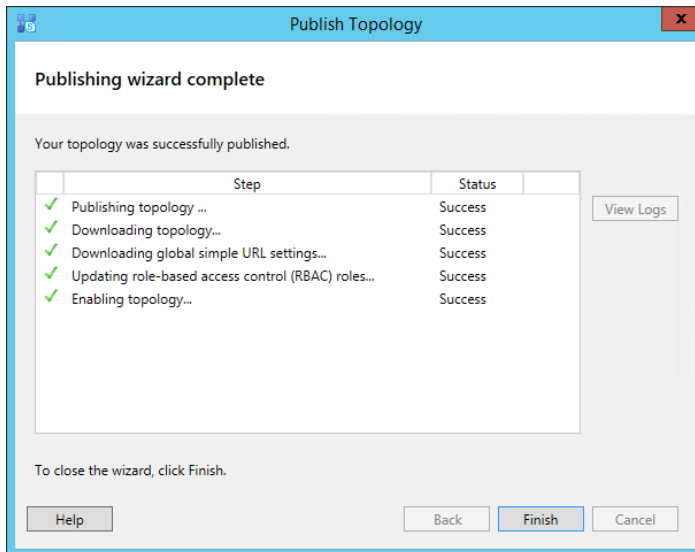 Publish Topology
x
Publishing wizard complete
Your topology was successfully published.
Step Status
Publishing topology ... Success
Downloading topology... Success
Downloading global simple URL settings... Success
Updating role-based access control (RBAC) roles... Success
Enabling topology... Success
View Logs
To close the wizard, click Finish.
Help Back Finish Cancel